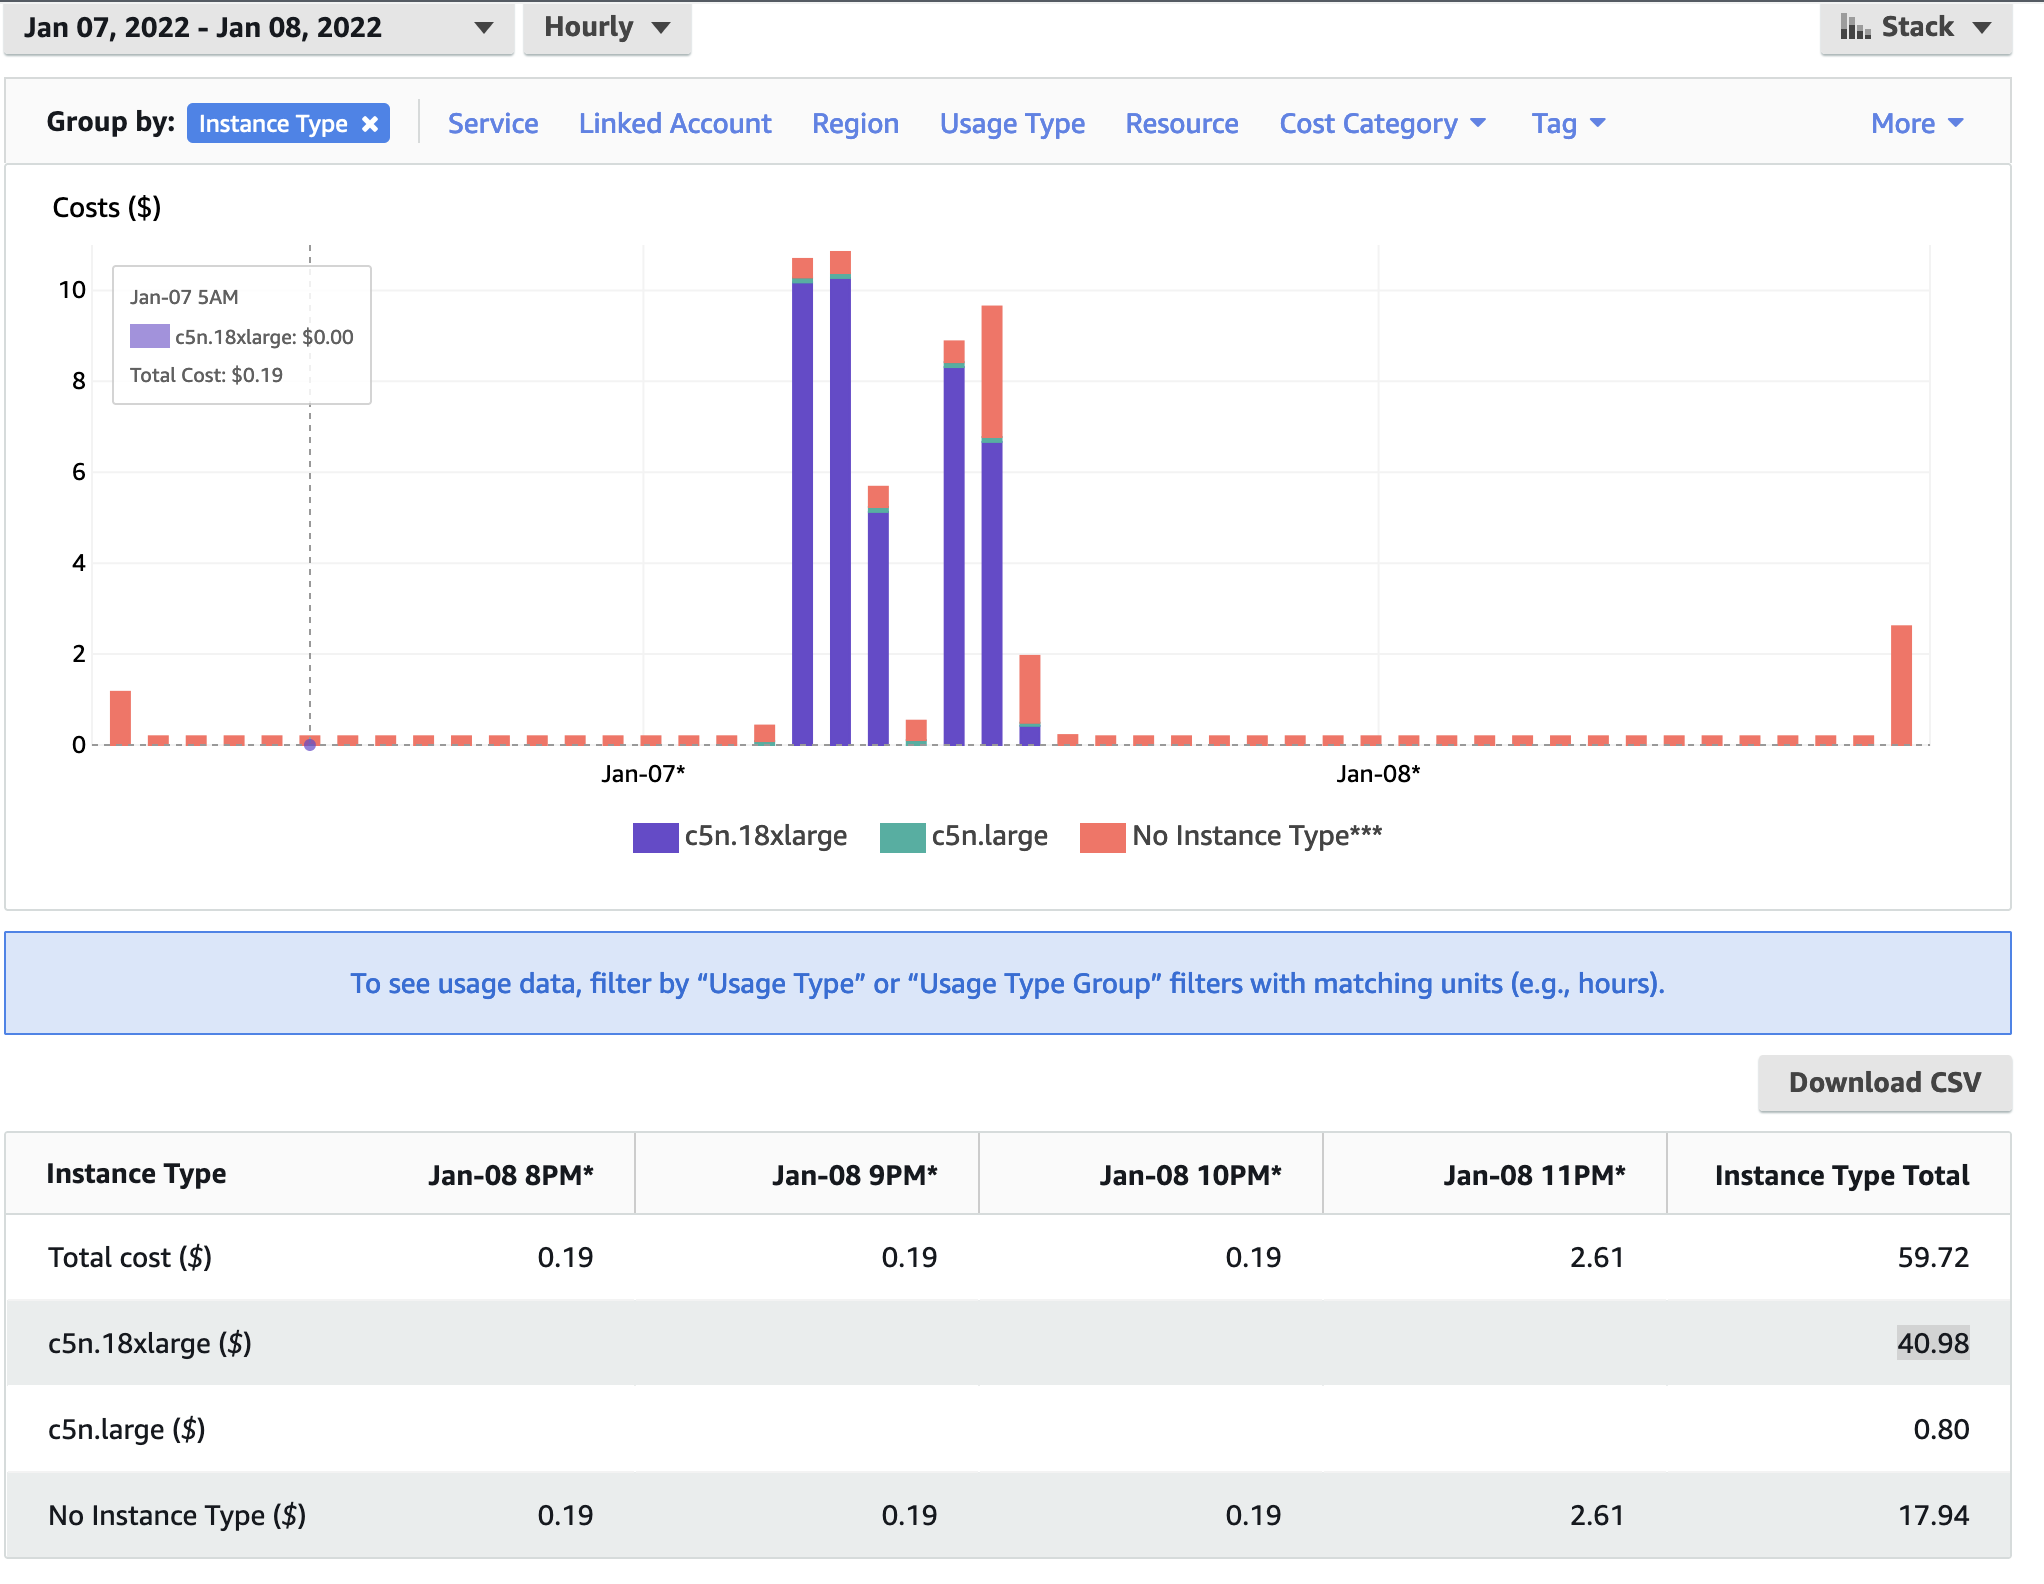 Jan 07, 2022 - Jan 08, 2022 Hourly Stack
Group by: Instance Type × Service Linked Account Region Usage Type Resource Cost Category Tag More
Costs ($)
10
8
6
4
2
0
Jan-07 5AM
c5n.18xlarge: $0.00
Total Cost: $0.19
Jan-07* Jan-08*
c5n.18xlarge c5n.large No Instance Type***
To see usage data, filter by “Usage Type” or “Usage Type Group” filters with matching units (e.g., hours).
Download CSV
Instance Type Jan-08 8PM* Jan-08 9PM* Jan-08 10PM* Jan-08 11PM* Instance Type Total
Total cost ($) 0.19 0.19 0.19 2.61 59.72
c5n.18xlarge ($) 40.98
c5n.large ($) 0.80
No Instance Type ($) 0.19 0.19 0.19 2.61 17.94